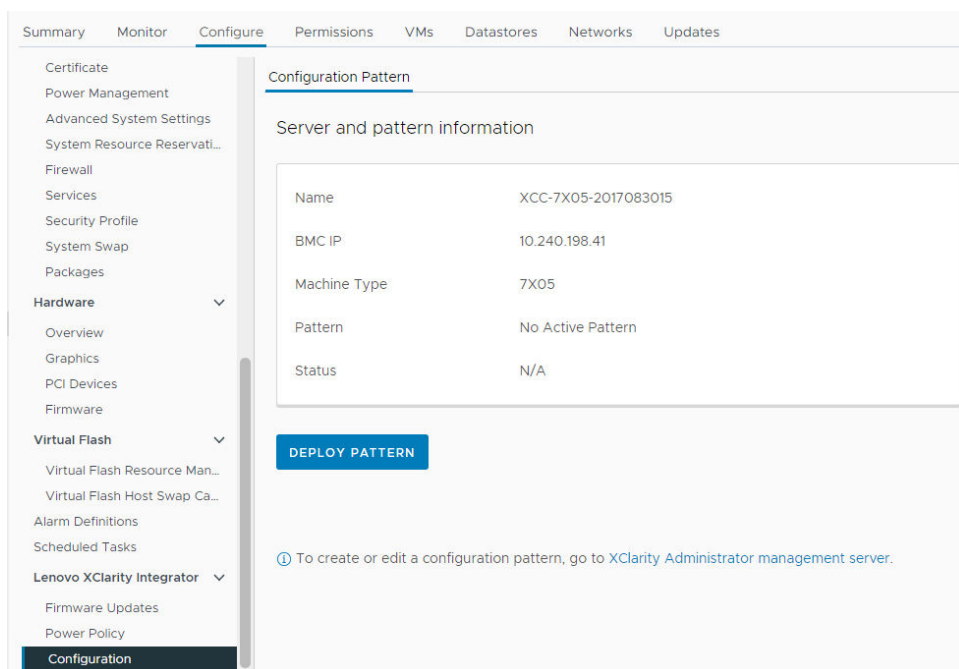 Summary Monitor Configure Permissions VMs Datastores Networks Updates
Certificate
Power Management
Advanced System Settings
System Resource Reservati...
Firewall
Services
Security Profile
System Swap
Packages
Hardware
Overview
Graphics
PCI Devices
Firmware
Virtual Flash
Virtual Flash Resource Man...
Virtual Flash Host Swap Ca...
Alarm Definitions
Scheduled Tasks
Lenovo XClarity Integrator
Firmware Updates
Power Policy
Configuration
Configuration Pattern
Server and pattern information
Name XCC-7X05-2017083015
BMC IP 10.240.198.41
Machine Type 7X05
Pattern No Active Pattern
Status N/A
DEPLOY PATTERN
To create or edit a configuration pattern, go to XClarity Administrator management server.